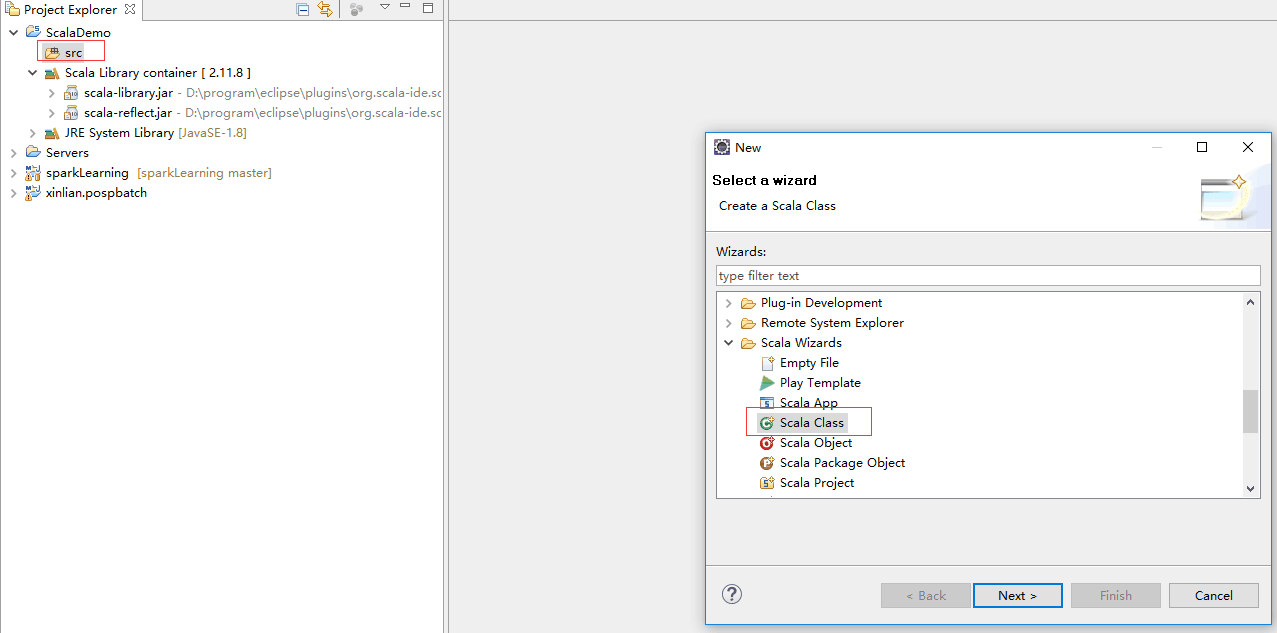 Project Explorer
ScalaDemo
src
Scala Library container [ 2.11.8 ]
scala-library.jar - D:\program\eclipse\plugins\org.scala-ide.sc
scala-reflect.jar - D:\program\eclipse\plugins\org.scala-ide.sc
JRE System Library [JavaSE-1.8]
Servers
sparkLearning [sparkLearning master]
xinlian.pospbatch
New
Select a wizard
Create a Scala Class
Wizards:
type filter text
Plug-in Development
Remote System Explorer
Scala Wizards
Empty File
Play Template
Scala App
Scala Class
Scala Object
Scala Package Object
Scala Project
< Back Next > Finish Cancel